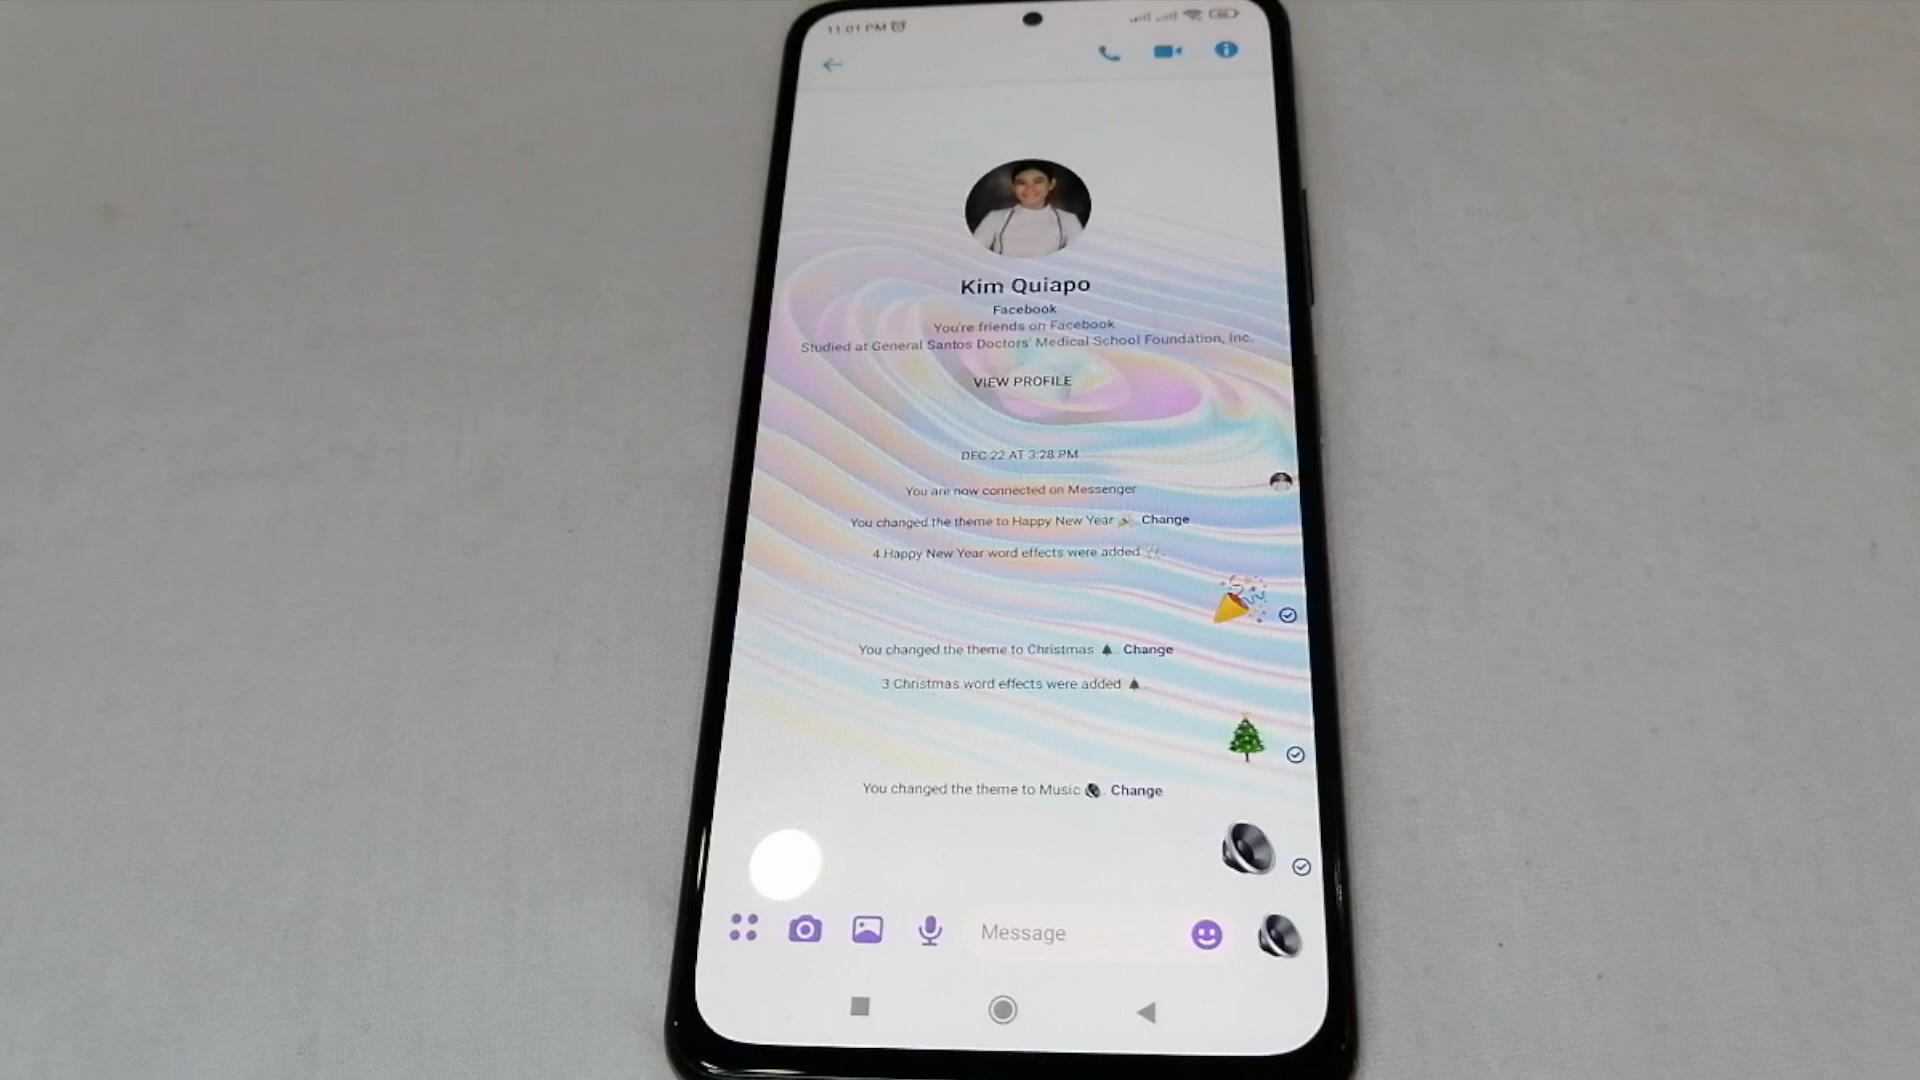 11:01 PM
Kim Quiapo
Facebook
You're friends on Facebook
Studied at General Santos Doctors' Medical School Foundation, Inc.
VIEW PROFILE
DEC 22 AT 3:28 PM
You are now connected on Messenger
You changed the theme to Happy New Year 🎉. Change
4 Happy New Year word effects were added
You changed the theme to Christmas 🎄. Change
3 Christmas word effects were added 🎄.
You changed the theme to Music 🔊. Change
Message